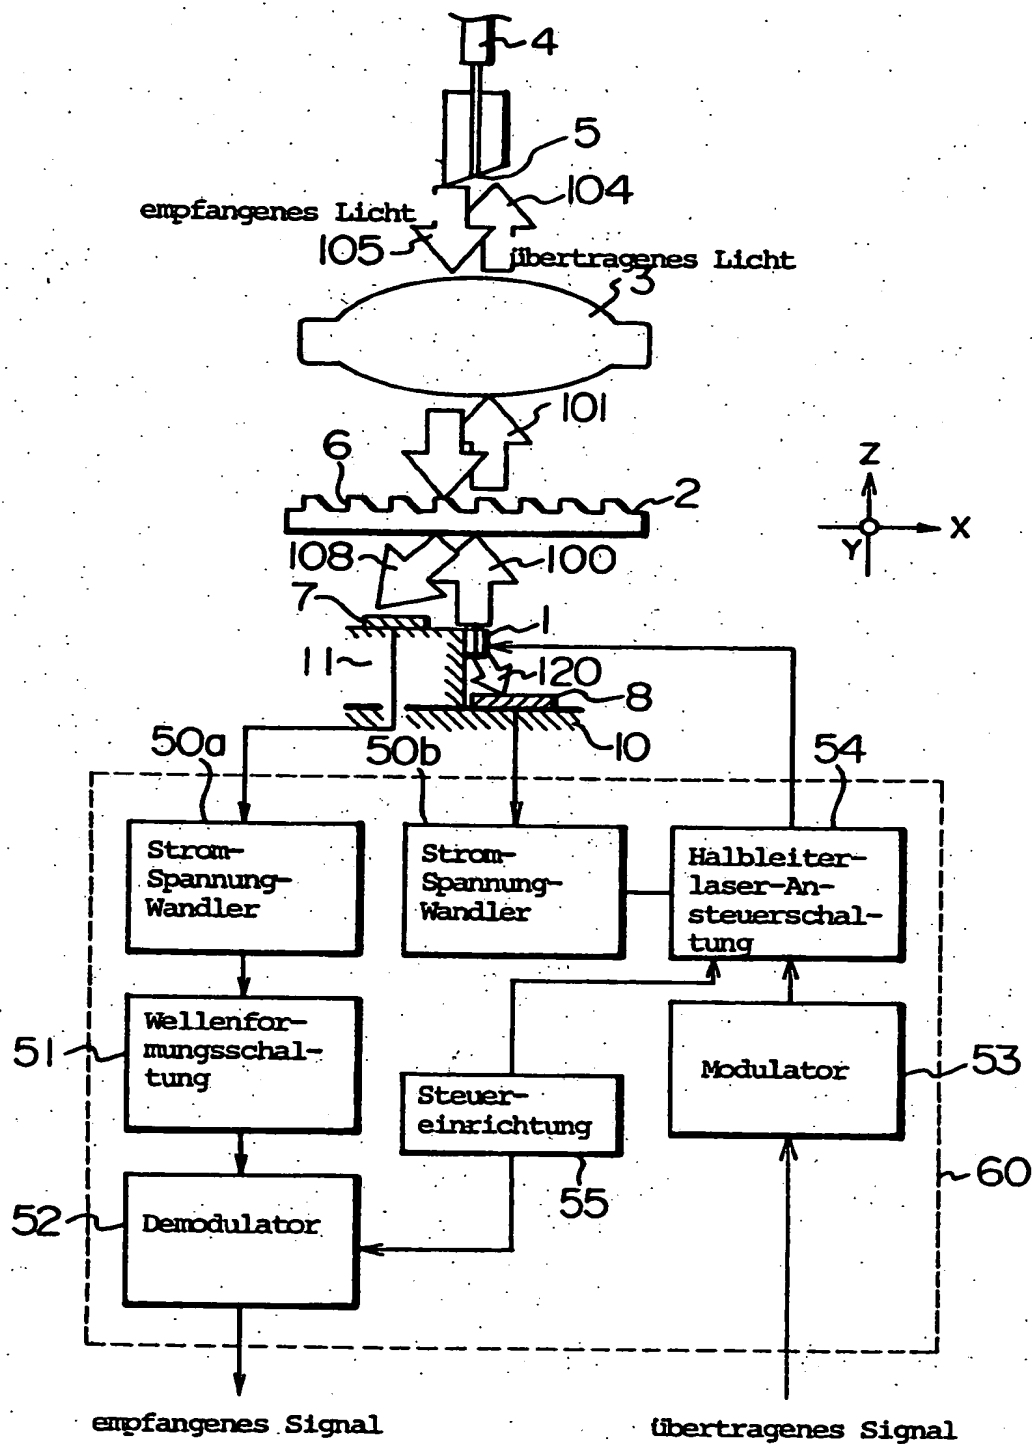 4
5
104
empfangenes Licht
105
übertragenes Licht
3
101
6
2
Z
X
Y
108
100
7
1
11
120
8
10
50a
50b
54
Strom-
Spannung-
Wandler
Strom-
Spannung-
Wandler
Halbleiter-
laser-An-
steuerschal-
tung
51
Wellenfor-
mungsschal-
tung
Modulator
53
Steuer-
einrichtung
55
60
52
Demodulator
empfangenes Signal
übertragenes Signal